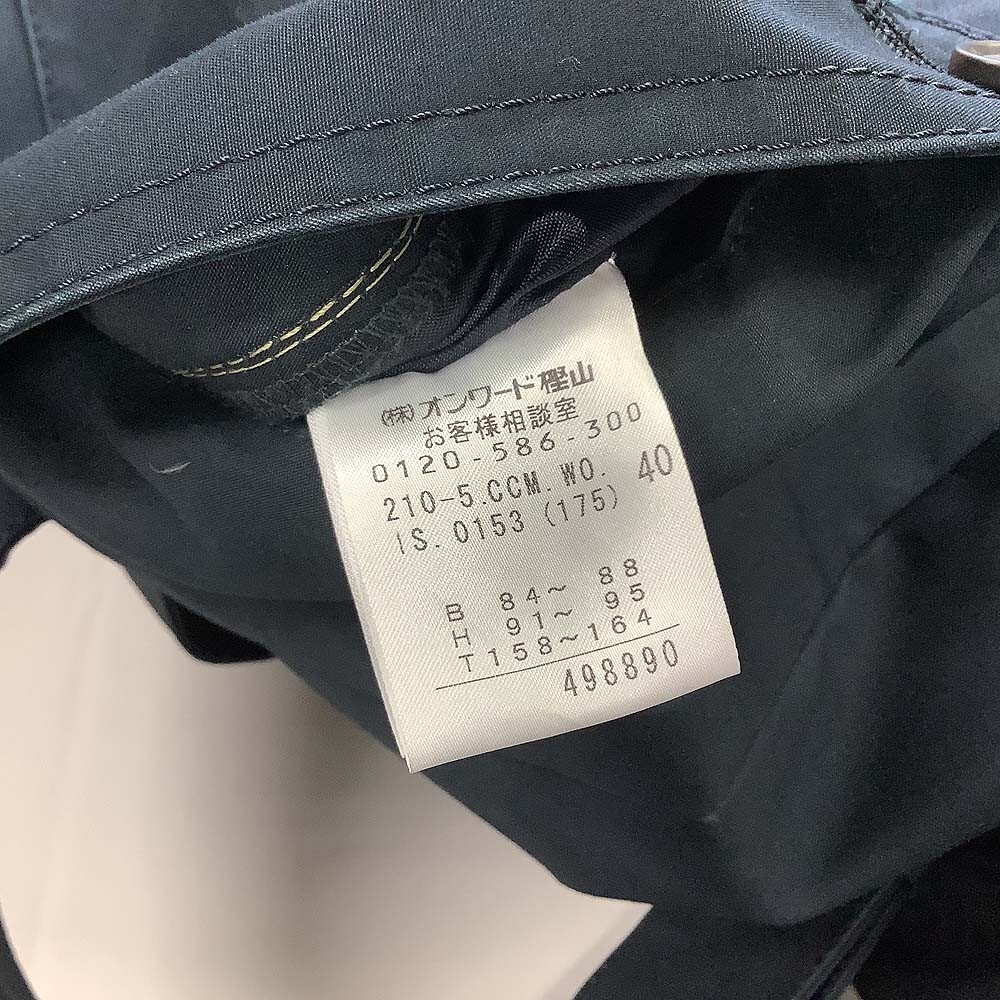 (株)オンワード樫山
お客様相談室
0120-586-300
210-5.CCM.WO. 40
IS.0153(175)
B 84～ 88
H 91～ 95
T158～164
498890